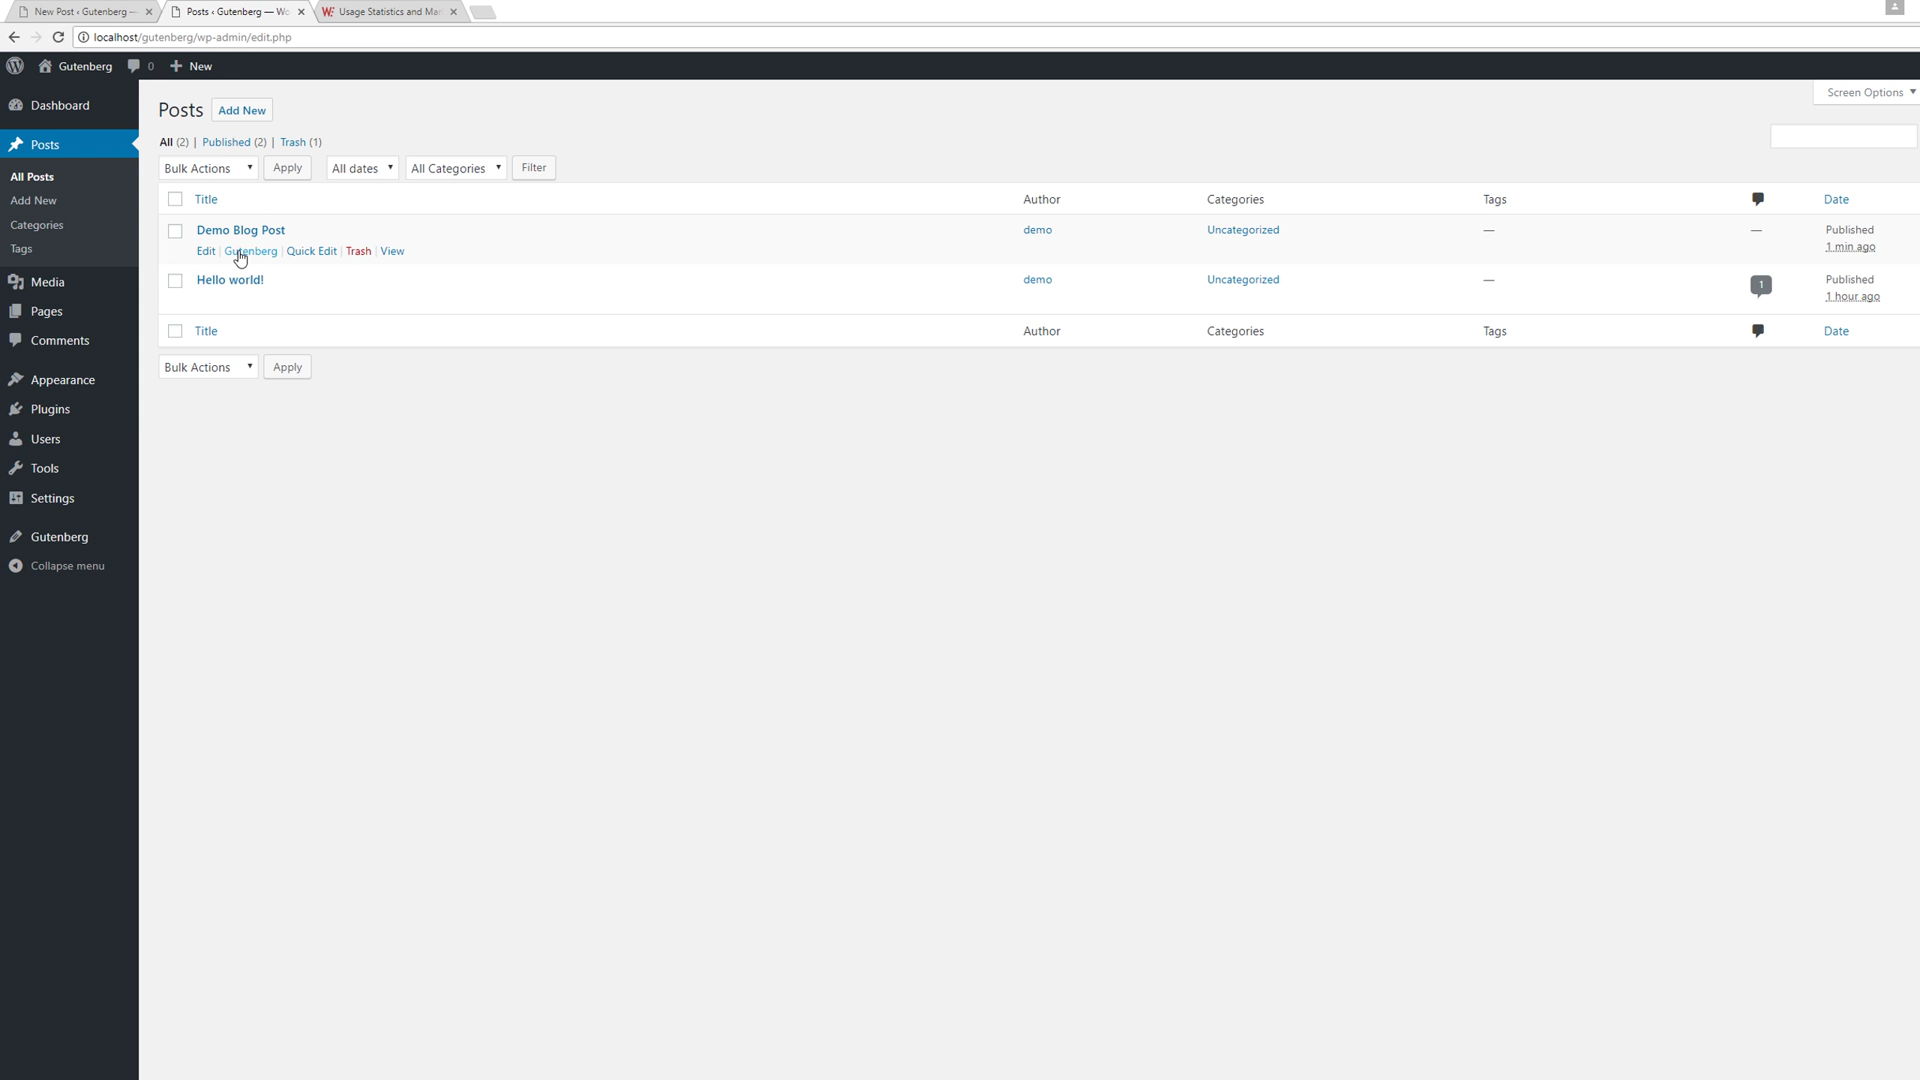 New Post ‹ Gutenberg —
Posts ‹ Gutenberg — Wo
Usage Statistics and Mar
localhost/gutenberg/wp-admin/edit.php
Gutenberg 0 New
Screen Options
Dashboard
Posts
All Posts
Add New
Categories
Tags
Media
Pages
Comments
Appearance
Plugins
Users
Tools
Settings
Gutenberg
Collapse menu
Posts Add New
All (2) | Published (2) | Trash (1)
Bulk Actions Apply All dates All Categories Filter
Title Author Categories Tags Date
Demo Blog Post demo Uncategorized — — Published
Edit | Gutenberg | Quick Edit | Trash | View 1 min ago
Hello world! demo Uncategorized — 1 Published
1 hour ago
Title Author Categories Tags Date
Bulk Actions Apply